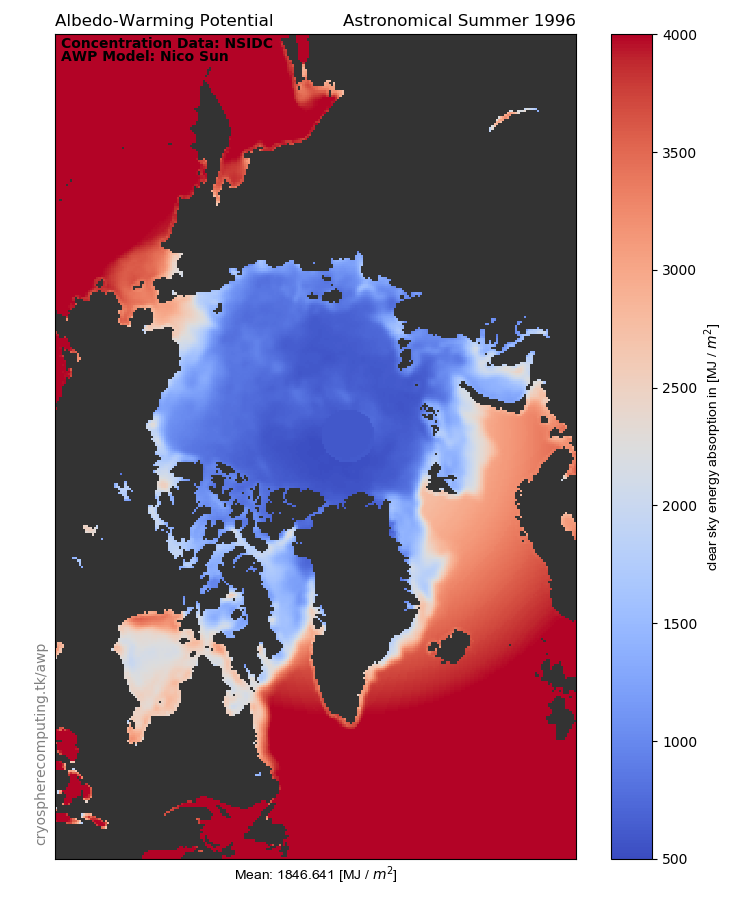 Albedo-Warming Potential Astronomical Summer 1996
Concentration Data: NSIDC
AWP Model: Nico Sun
4000
3500
3000
2500
2000
1500
1000
500
clear sky energy absorption in [MJ / m²]
cryospherecomputing.tk/awp
Mean: 1846.641 [MJ / m²]